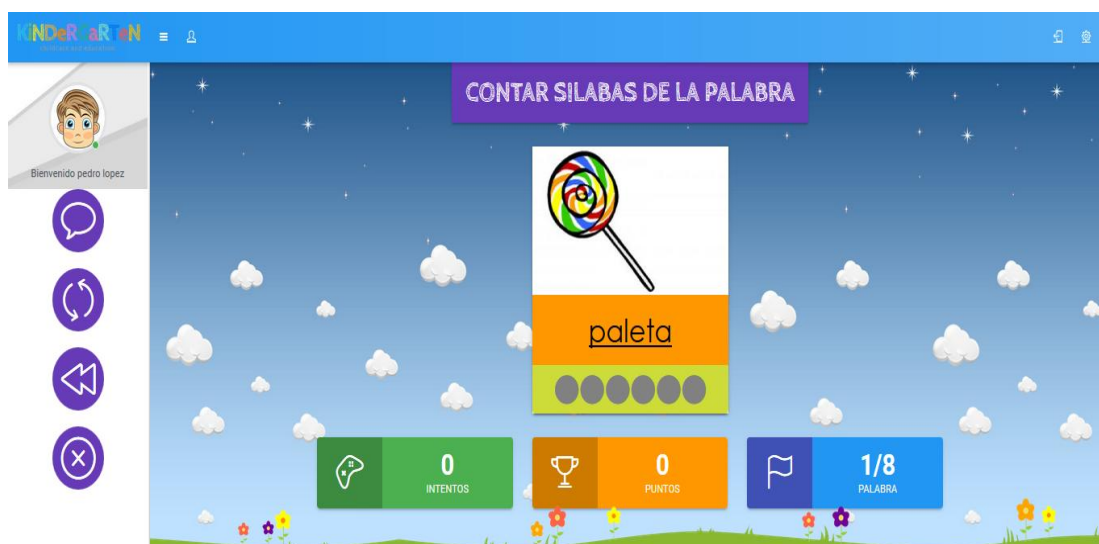 KiNDeRGaRTeN
CONTAR SILABAS DE LA PALABRA
Bienvenido pedro lopez
paleta
0
INTENTOS
0
PUNTOS
1/8
PALABRA